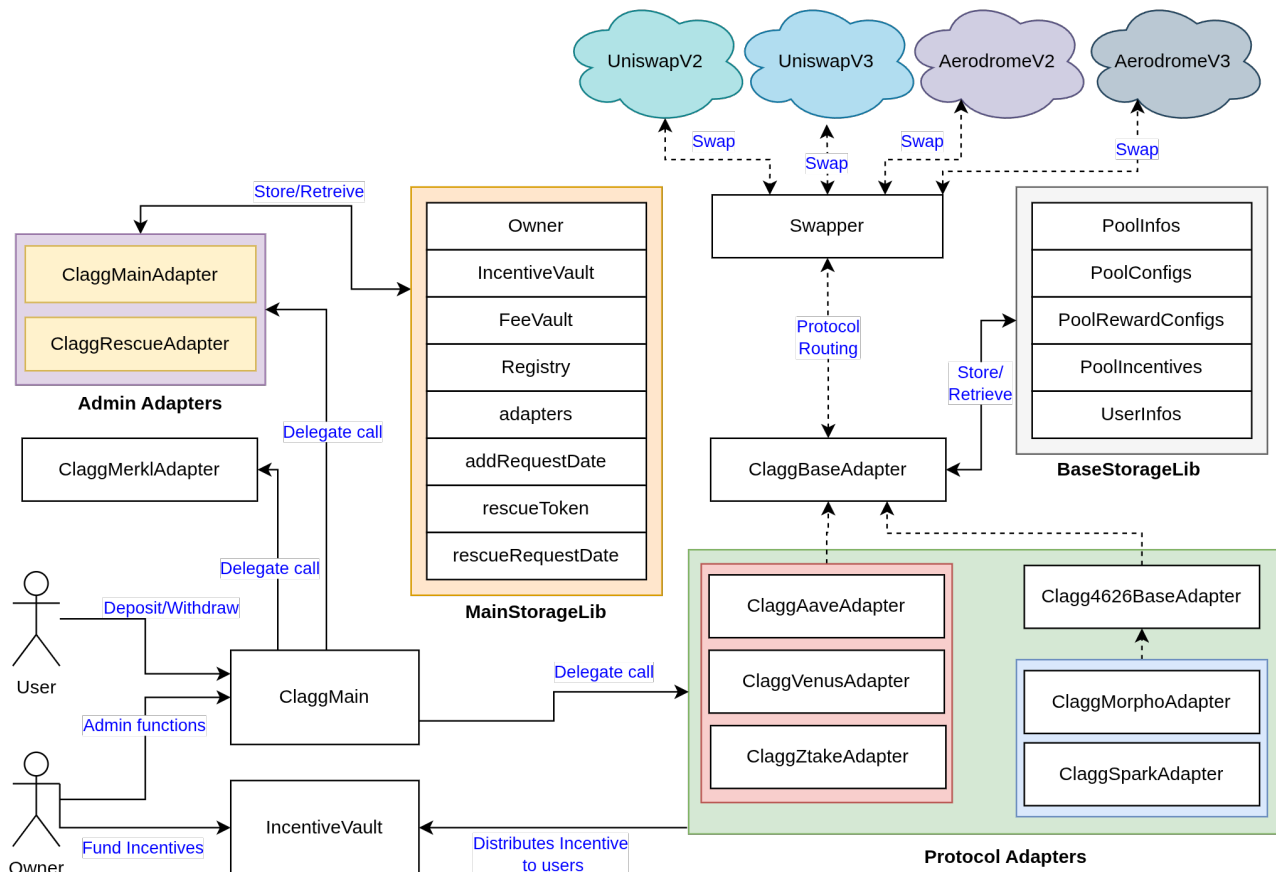 UniswapV2
UniswapV3
AerodromeV2
AerodromeV3
Swap
Swap
Swap
Swap
Store/Retreive
Owner
IncentiveVault
FeeVault
Registry
adapters
addRequestDate
rescueToken
rescueRequestDate
MainStorageLib
Swapper
PoolInfos
PoolConfigs
PoolRewardConfigs
PoolIncentives
UserInfos
BaseStorageLib
ClaggMainAdapter
ClaggRescueAdapter
Admin Adapters
Protocol
Routing
Store/
Retrieve
Delegate call
ClaggMerklAdapter
ClaggBaseAdapter
Delegate call
Deposit/Withdraw
User
ClaggMain
Delegate call
Admin functions
ClaggAaveAdapter
ClaggVenusAdapter
ClaggZtakeAdapter
Clagg4626BaseAdapter
ClaggMorphoAdapter
ClaggSparkAdapter
Protocol Adapters
Owner
Fund Incentives
IncentiveVault
Distributes Incentive
to users